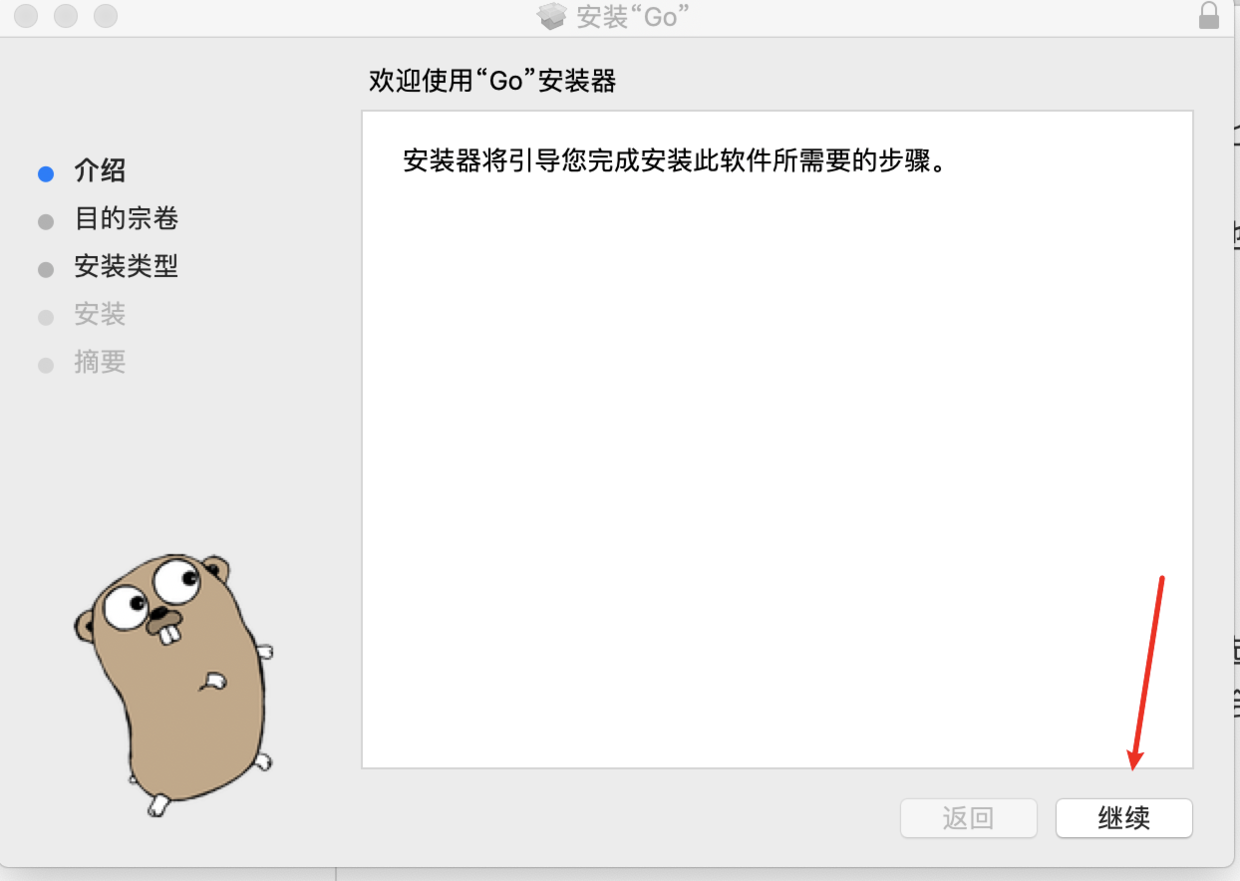 安装“Go”
欢迎使用“Go”安装器
介绍
目的宗卷
安装类型
安装
摘要
安装器将引导您完成安装此软件所需要的步骤。
返回
继续